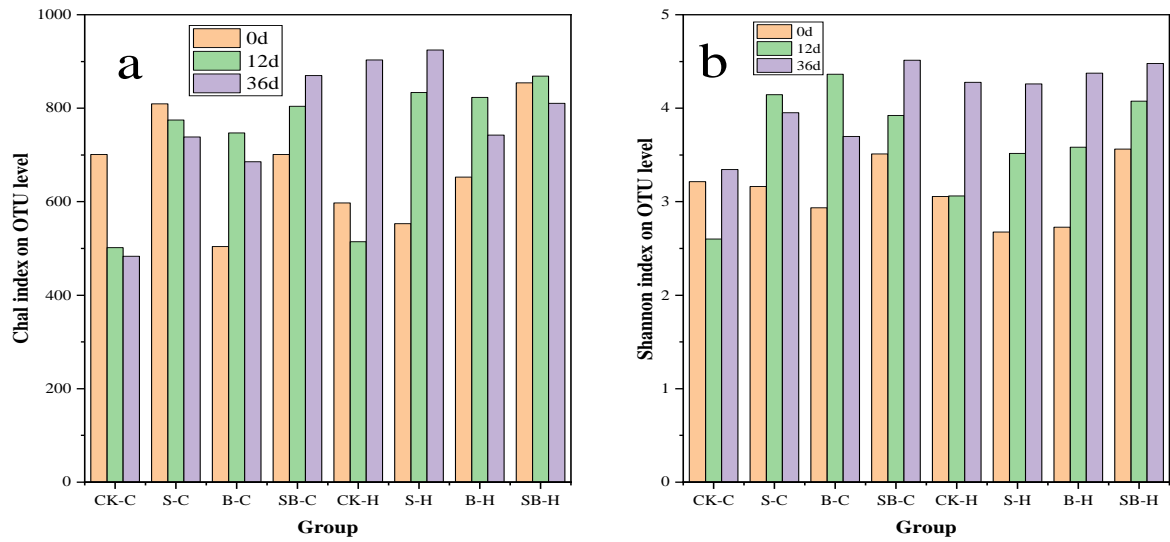 a
0d
12d
36d
1000
800
600
400
200
0
Chal index on OTU level
CK-C S-C B-C SB-C CK-H S-H B-H SB-H
Group
b
0d
12d
36d
5
4
3
2
1
0
Shannon index on OTU level
CK-C S-C B-C SB-C CK-H S-H B-H SB-H
Group